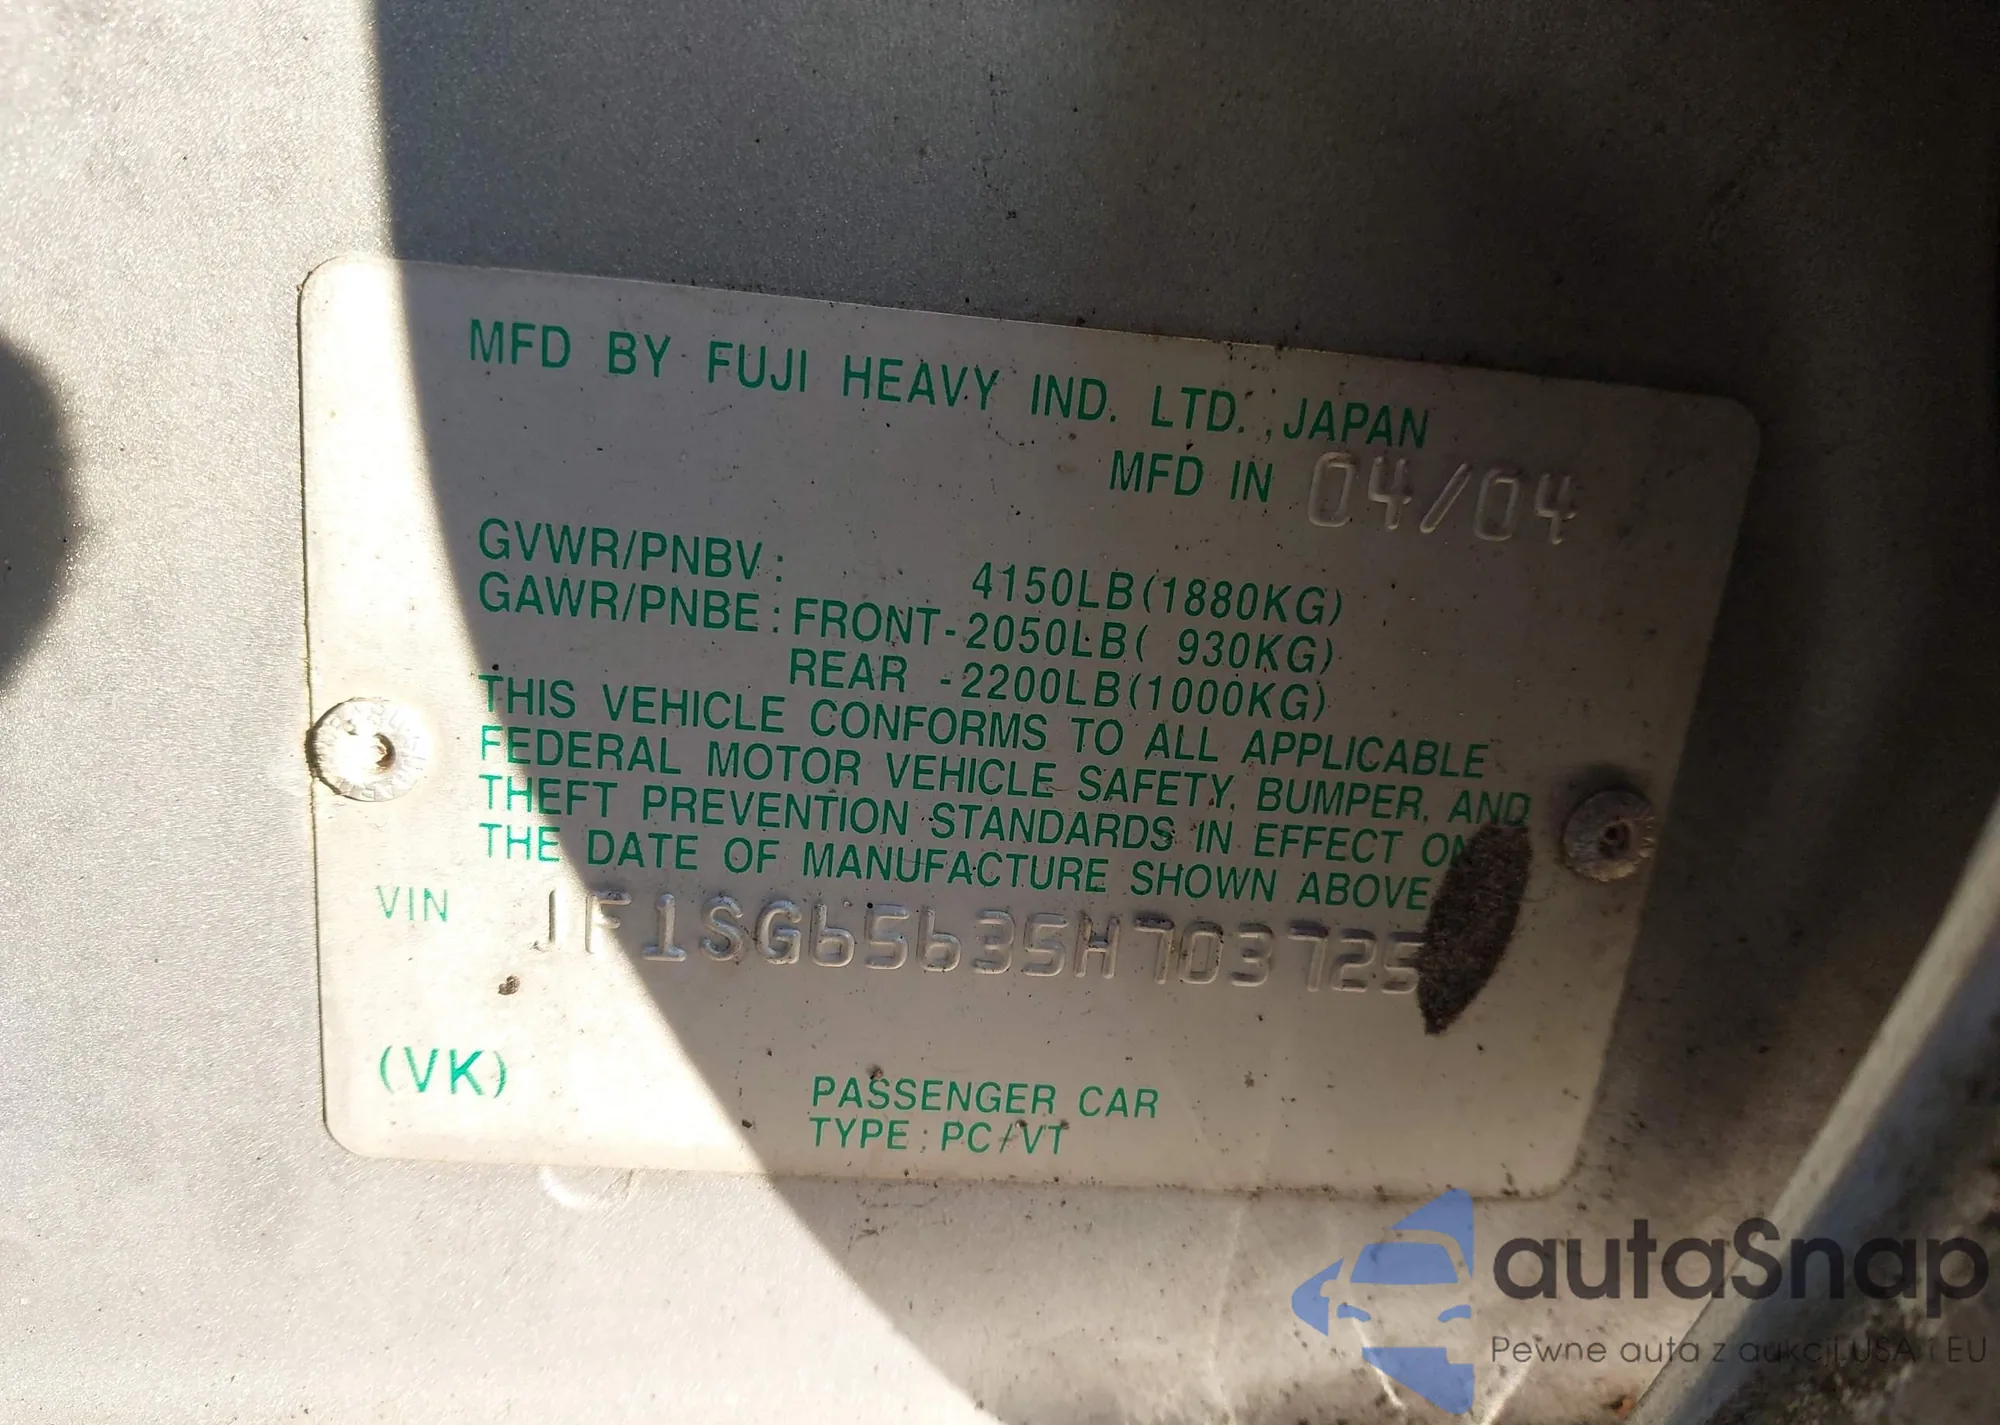 MFD BY FUJI HEAVY IND. LTD., JAPAN
MFD IN 04/04
GVWR/PNBV: 4150LB(1880KG)
GAWR/PNBE: FRONT-2050LB( 930KG)
REAR -2200LB(1000KG)
THIS VEHICLE CONFORMS TO ALL APPLICABLE
FEDERAL MOTOR VEHICLE SAFETY, BUMPER, AND
THEFT PREVENTION STANDARDS IN EFFECT ON
THE DATE OF MANUFACTURE SHOWN ABOVE
VIN JF1SG65635H703725
(VK)
PASSENGER CAR
TYPE: PC/VT
autaSnap
Pewne auta z aukcji USA i EU